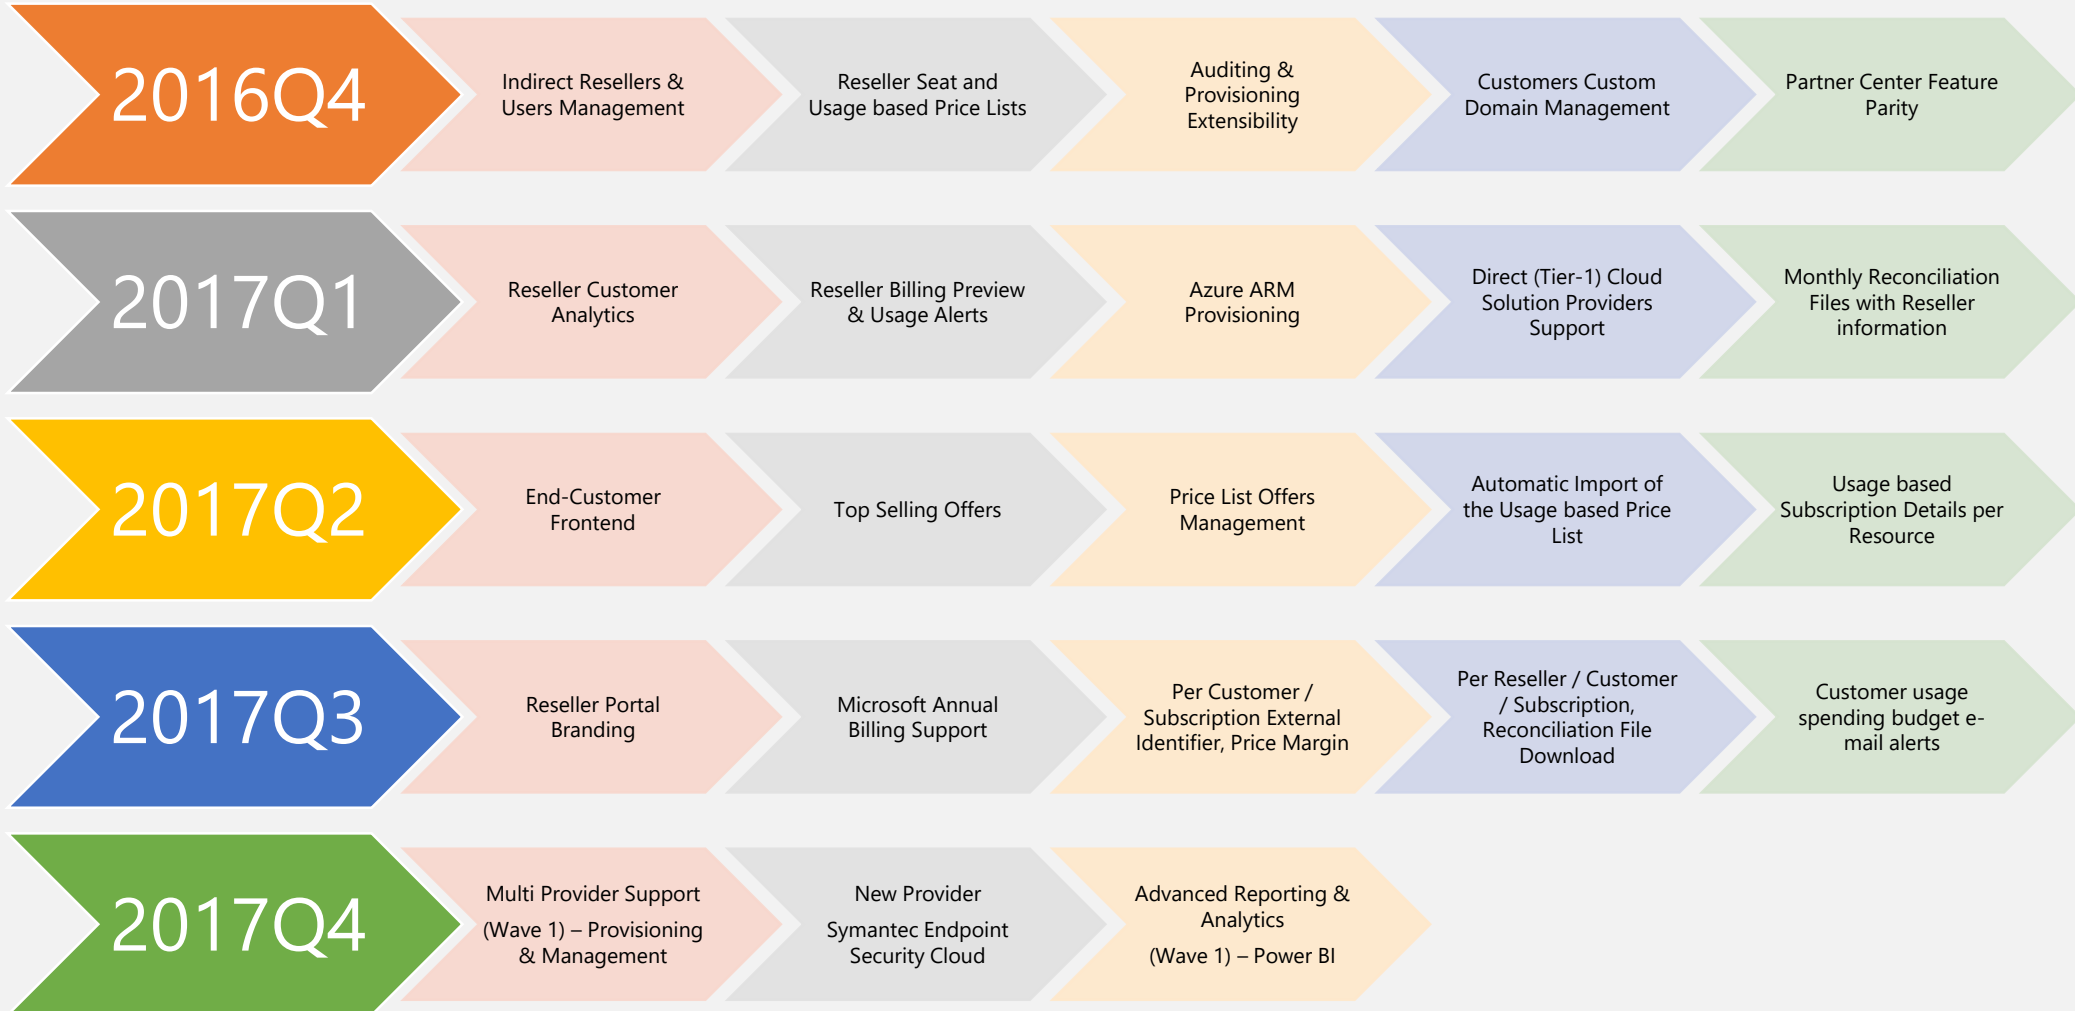 2016Q4
Indirect Resellers &
Users Management
Reseller Seat and
Usage based Price Lists
Auditing &
Provisioning
Extensibility
Customers Custom
Domain Management
Partner Center Feature
Parity
2017Q1
Reseller Customer
Analytics
Reseller Billing Preview
& Usage Alerts
Azure ARM
Provisioning
Direct (Tier-1) Cloud
Solution Providers
Support
Monthly Reconciliation
Files with Reseller
information
2017Q2
End-Customer
Frontend
Top Selling Offers
Price List Offers
Management
Automatic Import of
the Usage based Price
List
Usage based
Subscription Details per
Resource
2017Q3
Reseller Portal
Branding
Microsoft Annual
Billing Support
Per Customer /
Subscription External
Identifier, Price Margin
Per Reseller / Customer
/ Subscription,
Reconciliation File
Download
Customer usage
spending budget e-
mail alerts
2017Q4
Multi Provider Support
(Wave 1) – Provisioning
& Management
New Provider
Symantec Endpoint
Security Cloud
Advanced Reporting &
Analytics
(Wave 1) – Power BI